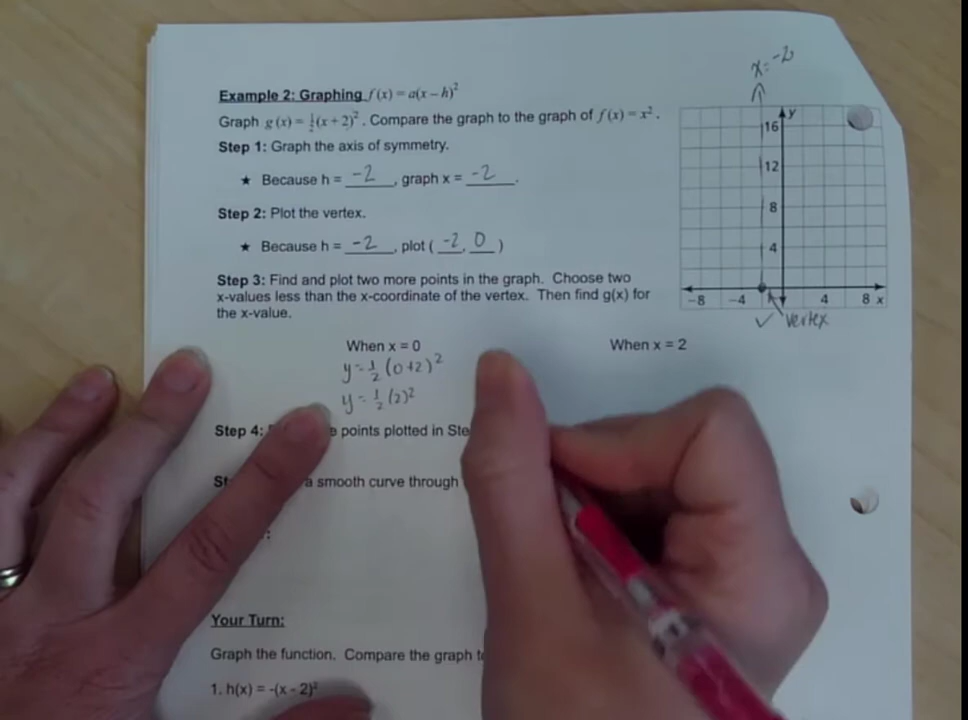 x=-2
Example 2: Graphing f(x) = a(x − h)²
Graph g(x) = ½(x + 2)². Compare the graph to the graph of f(x) = x².
Step 1: Graph the axis of symmetry.
★ Because h = -2, graph x = -2.
Step 2: Plot the vertex.
★ Because h = -2, plot (-2, 0)
Step 3: Find and plot two more points in the graph. Choose two
x-values less than the x-coordinate of the vertex. Then find g(x) for
the x-value.
y
16
12
8
4
-8 -4 4 8 x
✓ vertex
When x = 0
When x = 2
y=½(0+2)²
y=½(2)²
Step 4: points plotted in
a smooth curve through
:
Your Turn:
Graph the function. Compare the graph
1. h(x) = -(x - 2)²